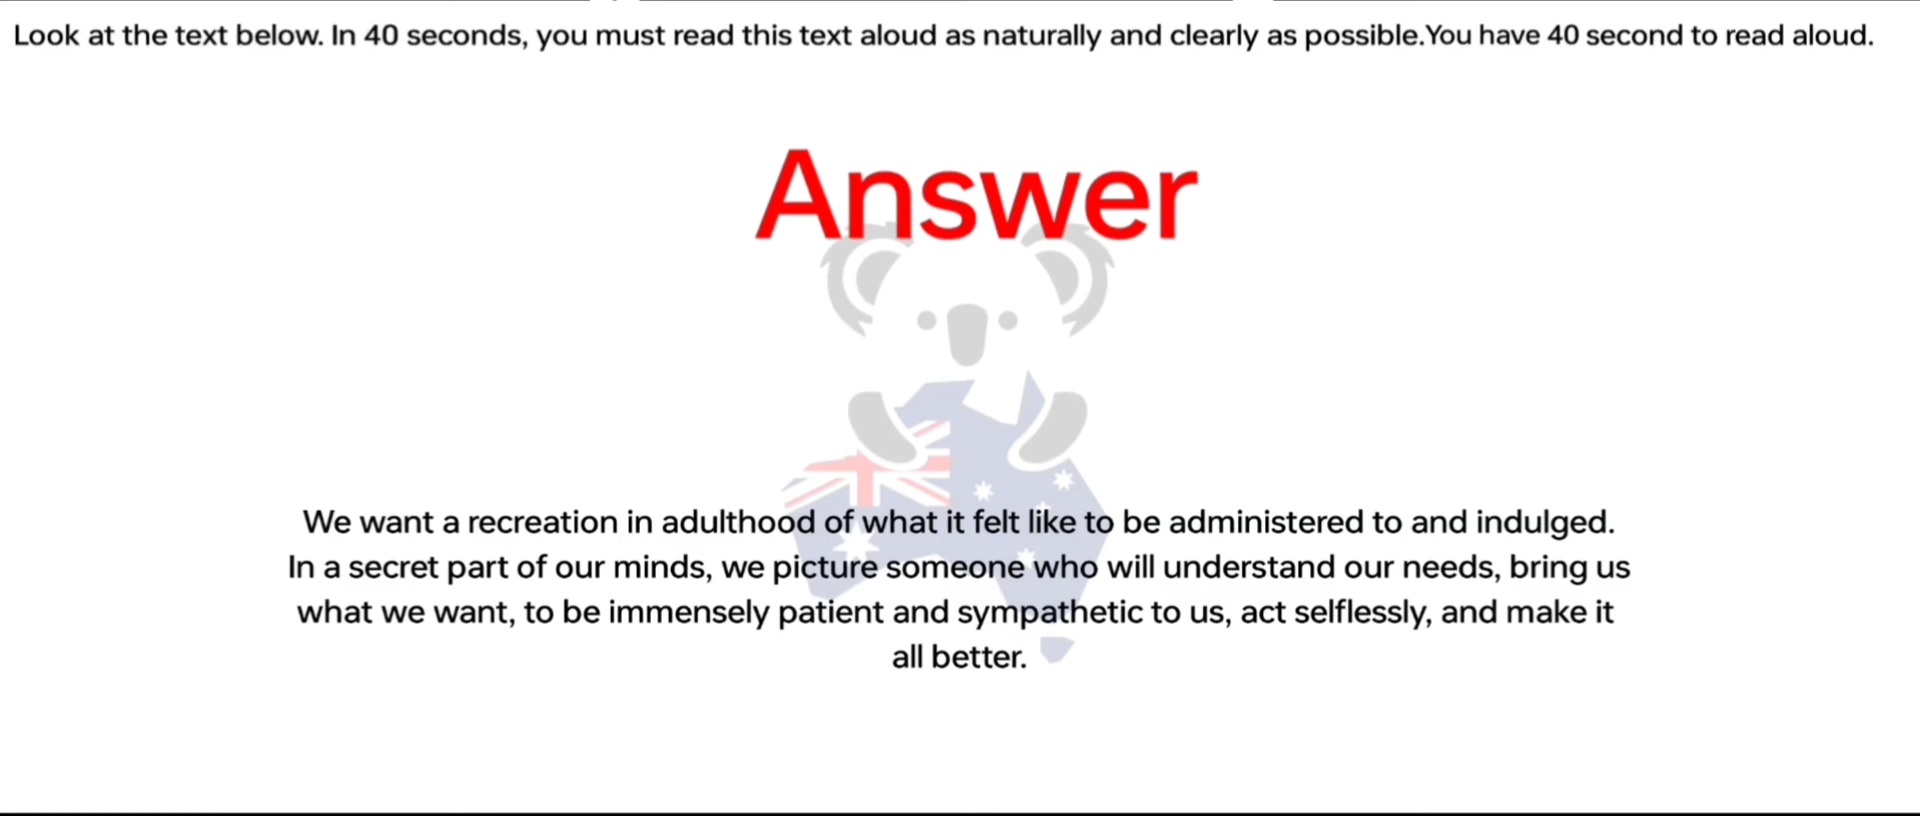 Look at the text below. In 40 seconds, you must read this text aloud as naturally and clearly as possible.You have 40 second to read aloud.
Answer
We want a recreation in adulthood of what it felt like to be administered to and indulged.
In a secret part of our minds, we picture someone who will understand our needs, bring us
what we want, to be immensely patient and sympathetic to us, act selflessly, and make it
all better.